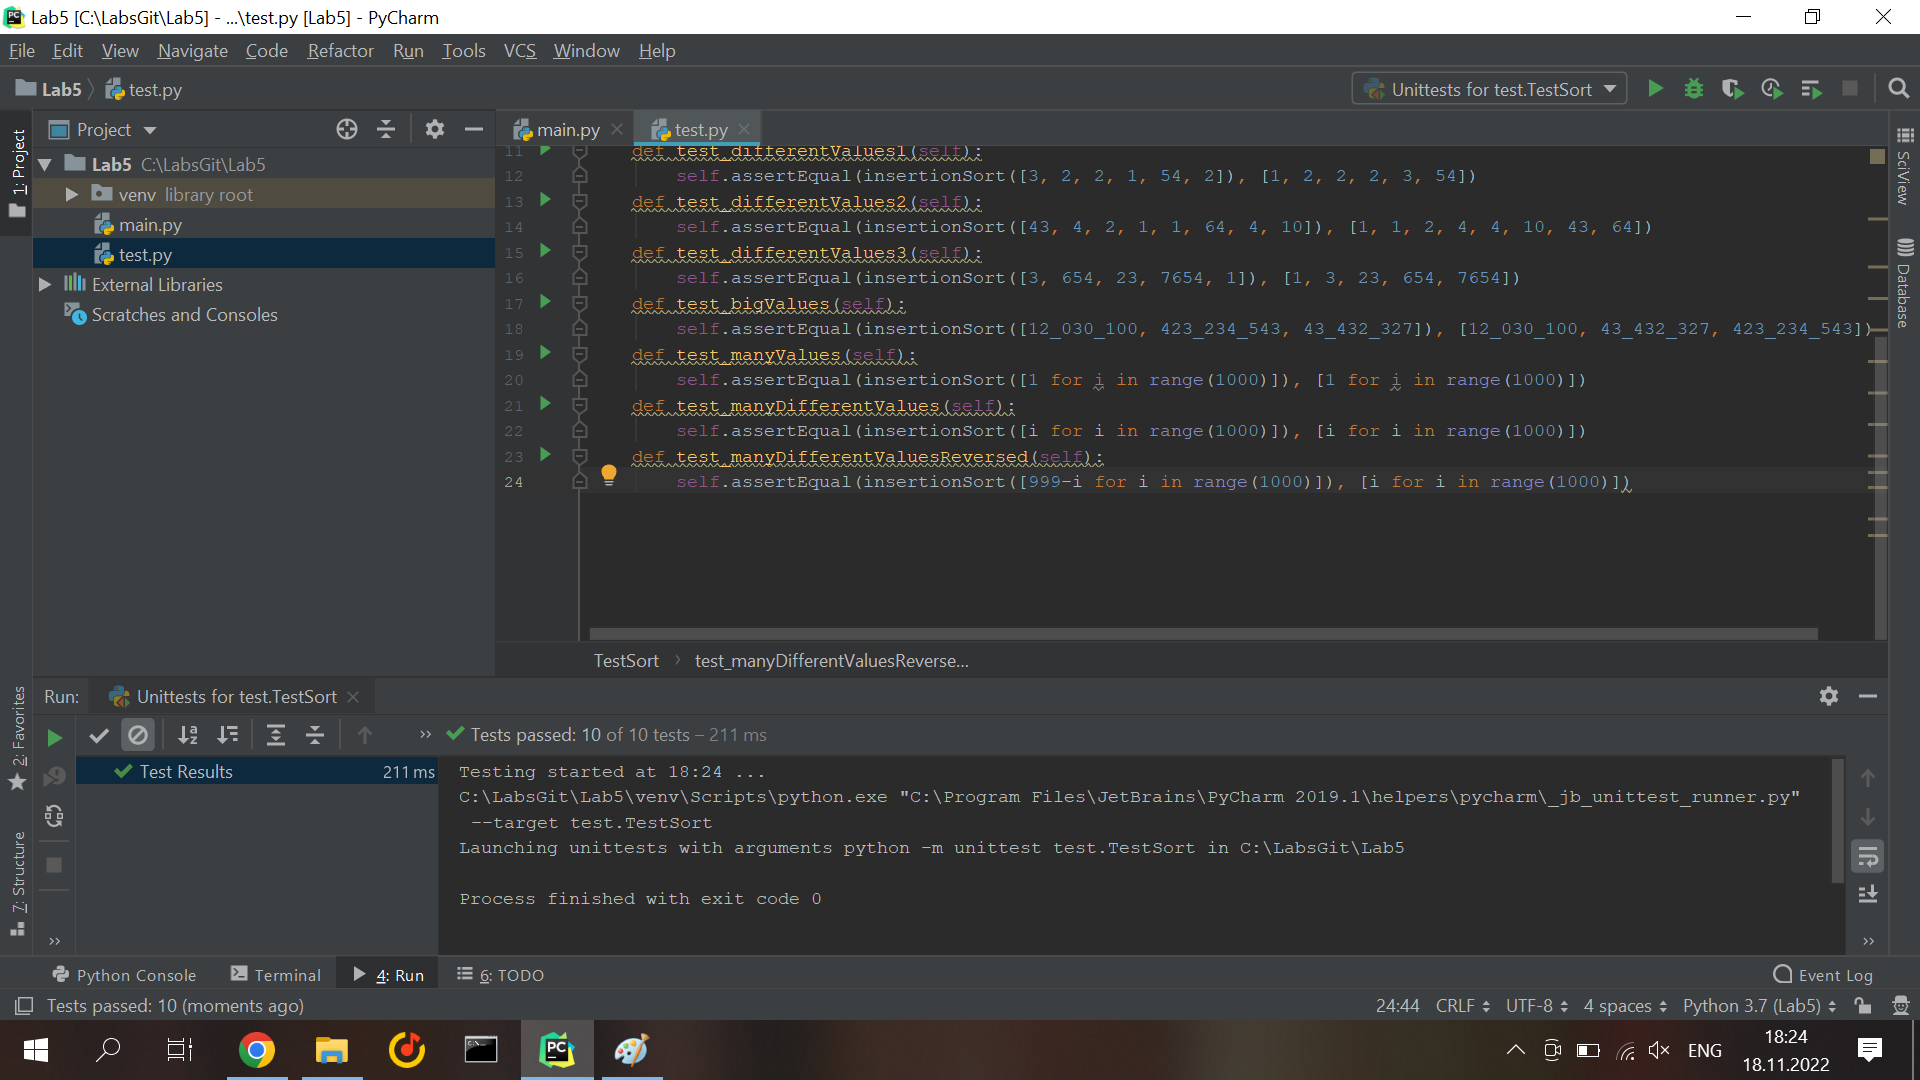 Lab5 [C:\LabsGit\Lab5] - ...\test.py [Lab5] - PyCharm
File Edit View Navigate Code Refactor Run Tools VCS Window Help
Lab5 test.py Unittests for test.TestSort
1: Project
Project
main.py test.py
Lab5 C:\LabsGit\Lab5
venv library root
main.py
test.py
External Libraries
Scratches and Consoles
11 def test_differentValues1(self):
12 self.assertEqual(insertionSort([3, 2, 2, 1, 54, 2]), [1, 2, 2, 2, 3, 54])
13 def test_differentValues2(self):
14 self.assertEqual(insertionSort([43, 4, 2, 1, 1, 64, 4, 10]), [1, 1, 2, 4, 4, 10, 43, 64])
15 def test_differentValues3(self):
16 self.assertEqual(insertionSort([3, 654, 23, 7654, 1]), [1, 3, 23, 654, 7654])
17 def test_bigValues(self):
18 self.assertEqual(insertionSort([12_030_100, 423_234_543, 43_432_327]), [12_030_100, 43_432_327, 423_234_543])
19 def test_manyValues(self):
20 self.assertEqual(insertionSort([1 for i in range(1000)]), [1 for i in range(1000)])
21 def test_manyDifferentValues(self):
22 self.assertEqual(insertionSort([i for i in range(1000)]), [i for i in range(1000)])
23 def test_manyDifferentValuesReversed(self):
24 self.assertEqual(insertionSort([999-i for i in range(1000)]), [i for i in range(1000)])
SciView
Database
TestSort › test_manyDifferentValuesReverse...
2: Favorites
7: Structure
Run: Unittests for test.TestSort
Tests passed: 10 of 10 tests – 211 ms
Test Results 211 ms
Testing started at 18:24 ...
C:\LabsGit\Lab5\venv\Scripts\python.exe "C:\Program Files\JetBrains\PyCharm 2019.1\helpers\pycharm\_jb_unittest_runner.py"
--target test.TestSort
Launching unittests with arguments python -m unittest test.TestSort in C:\LabsGit\Lab5
Process finished with exit code 0
Python Console Terminal 4: Run 6: TODO Event Log
Tests passed: 10 (moments ago) 24:44 CRLF UTF-8 4 spaces Python 3.7 (Lab5)
ENG 18:24
18.11.2022